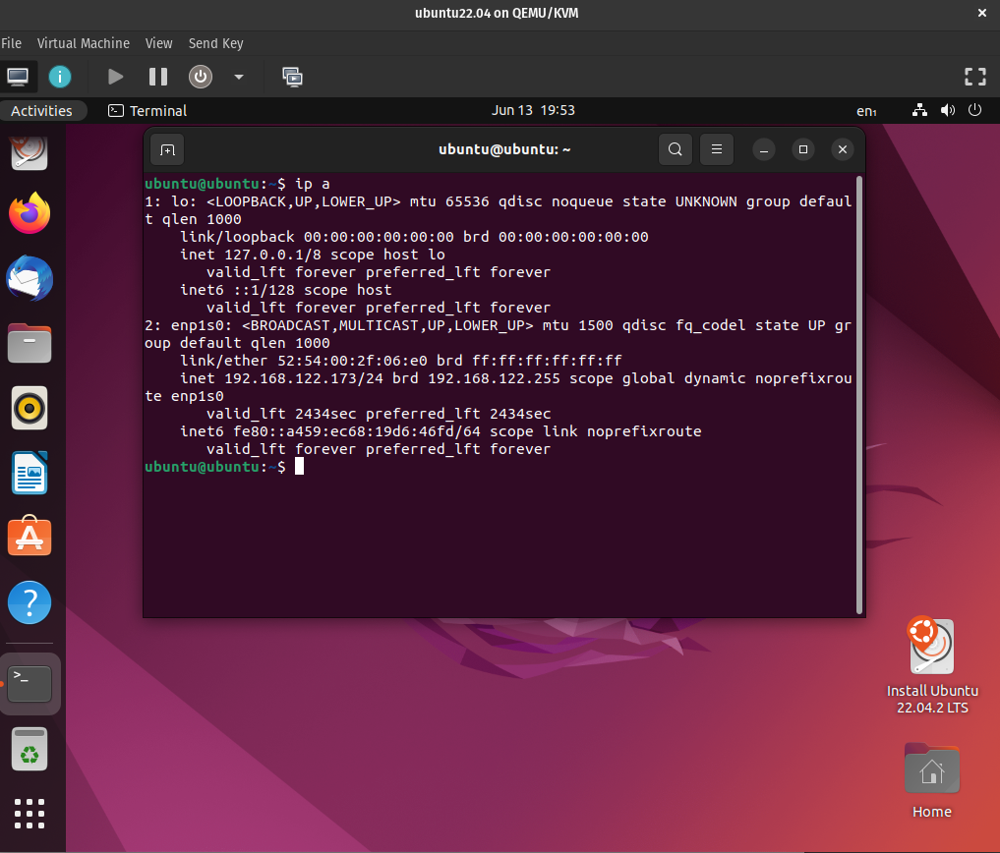 ubuntu22.04 on QEMU/KVM
File Virtual Machine View Send Key
Activities Terminal Jun 13 19:53 en₁
ubuntu@ubuntu: ~
ubuntu@ubuntu:~$ ip a
1: lo: <LOOPBACK,UP,LOWER_UP> mtu 65536 qdisc noqueue state UNKNOWN group defaul
t qlen 1000
    link/loopback 00:00:00:00:00:00 brd 00:00:00:00:00:00
    inet 127.0.0.1/8 scope host lo
       valid_lft forever preferred_lft forever
    inet6 ::1/128 scope host
       valid_lft forever preferred_lft forever
2: enp1s0: <BROADCAST,MULTICAST,UP,LOWER_UP> mtu 1500 qdisc fq_codel state UP gr
oup default qlen 1000
    link/ether 52:54:00:2f:06:e0 brd ff:ff:ff:ff:ff:ff
    inet 192.168.122.173/24 brd 192.168.122.255 scope global dynamic noprefixrou
te enp1s0
       valid_lft 2434sec preferred_lft 2434sec
    inet6 fe80::a459:ec68:19d6:46fd/64 scope link noprefixroute
       valid_lft forever preferred_lft forever
ubuntu@ubuntu:~$
Install Ubuntu
22.04.2 LTS
Home